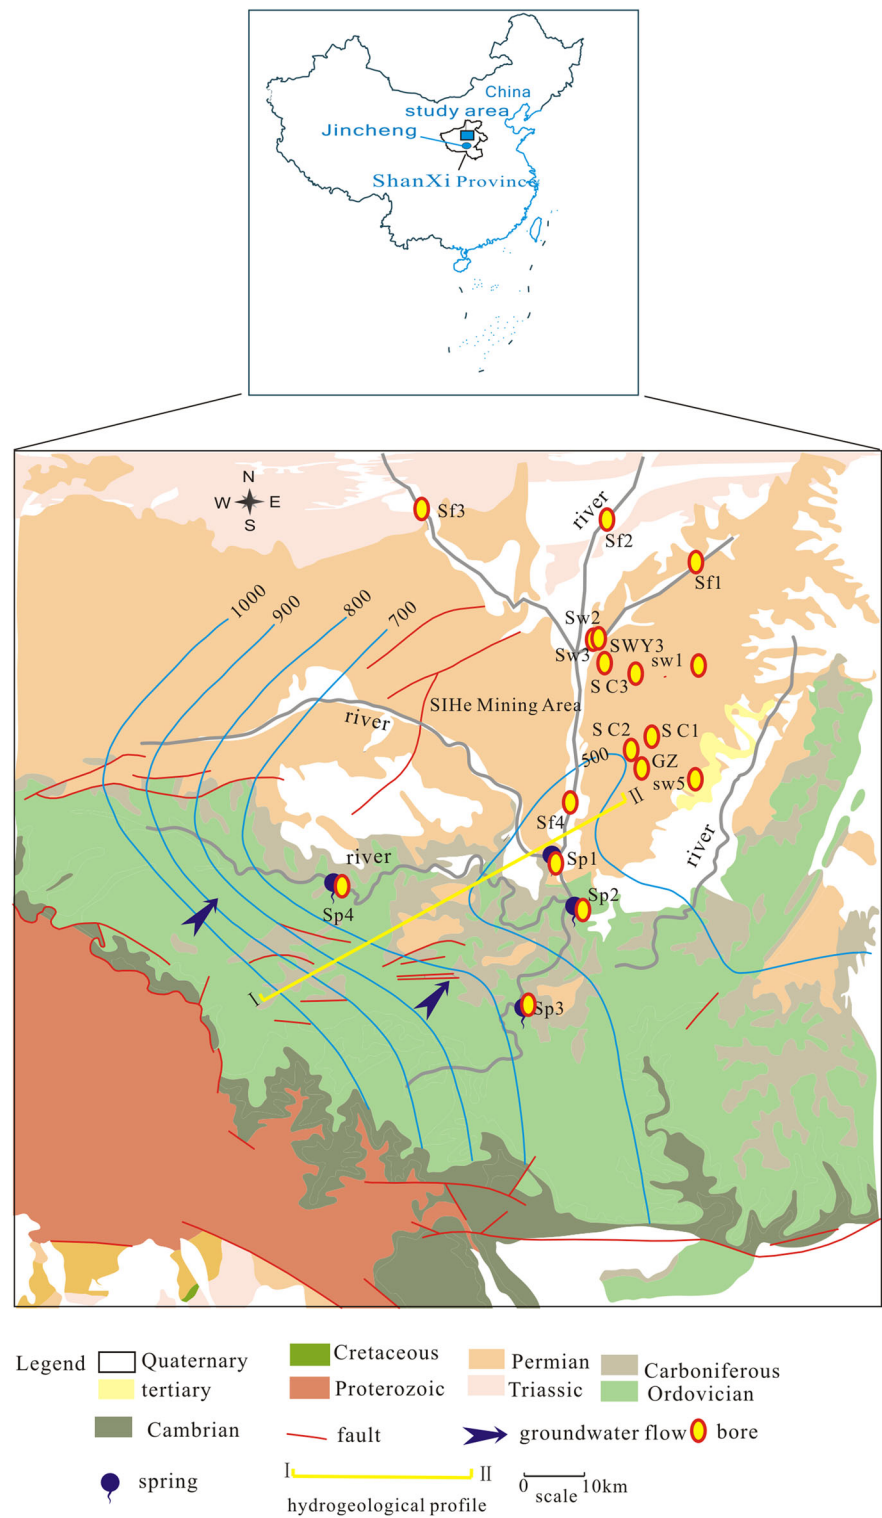 China
study area
Jincheng
ShanXi Province
N
W E
S
Sf3
river
Sf2
Sf1
1000
900
800
700
Sw2
SWY3
Sw3
sw1
S C3
SIHe Mining Area
river
S C2
S C1
500
GZ
sw5
II
Sf4
river
river
Sp1
Sp4
Sp2
I
Sp3
Legend
Quaternary
Cretaceous
Permian
Carboniferous
tertiary
Proterozoic
Triassic
Ordovician
Cambrian
fault
groundwater flow
bore
spring
I II
hydrogeological profile
0 10km
scale